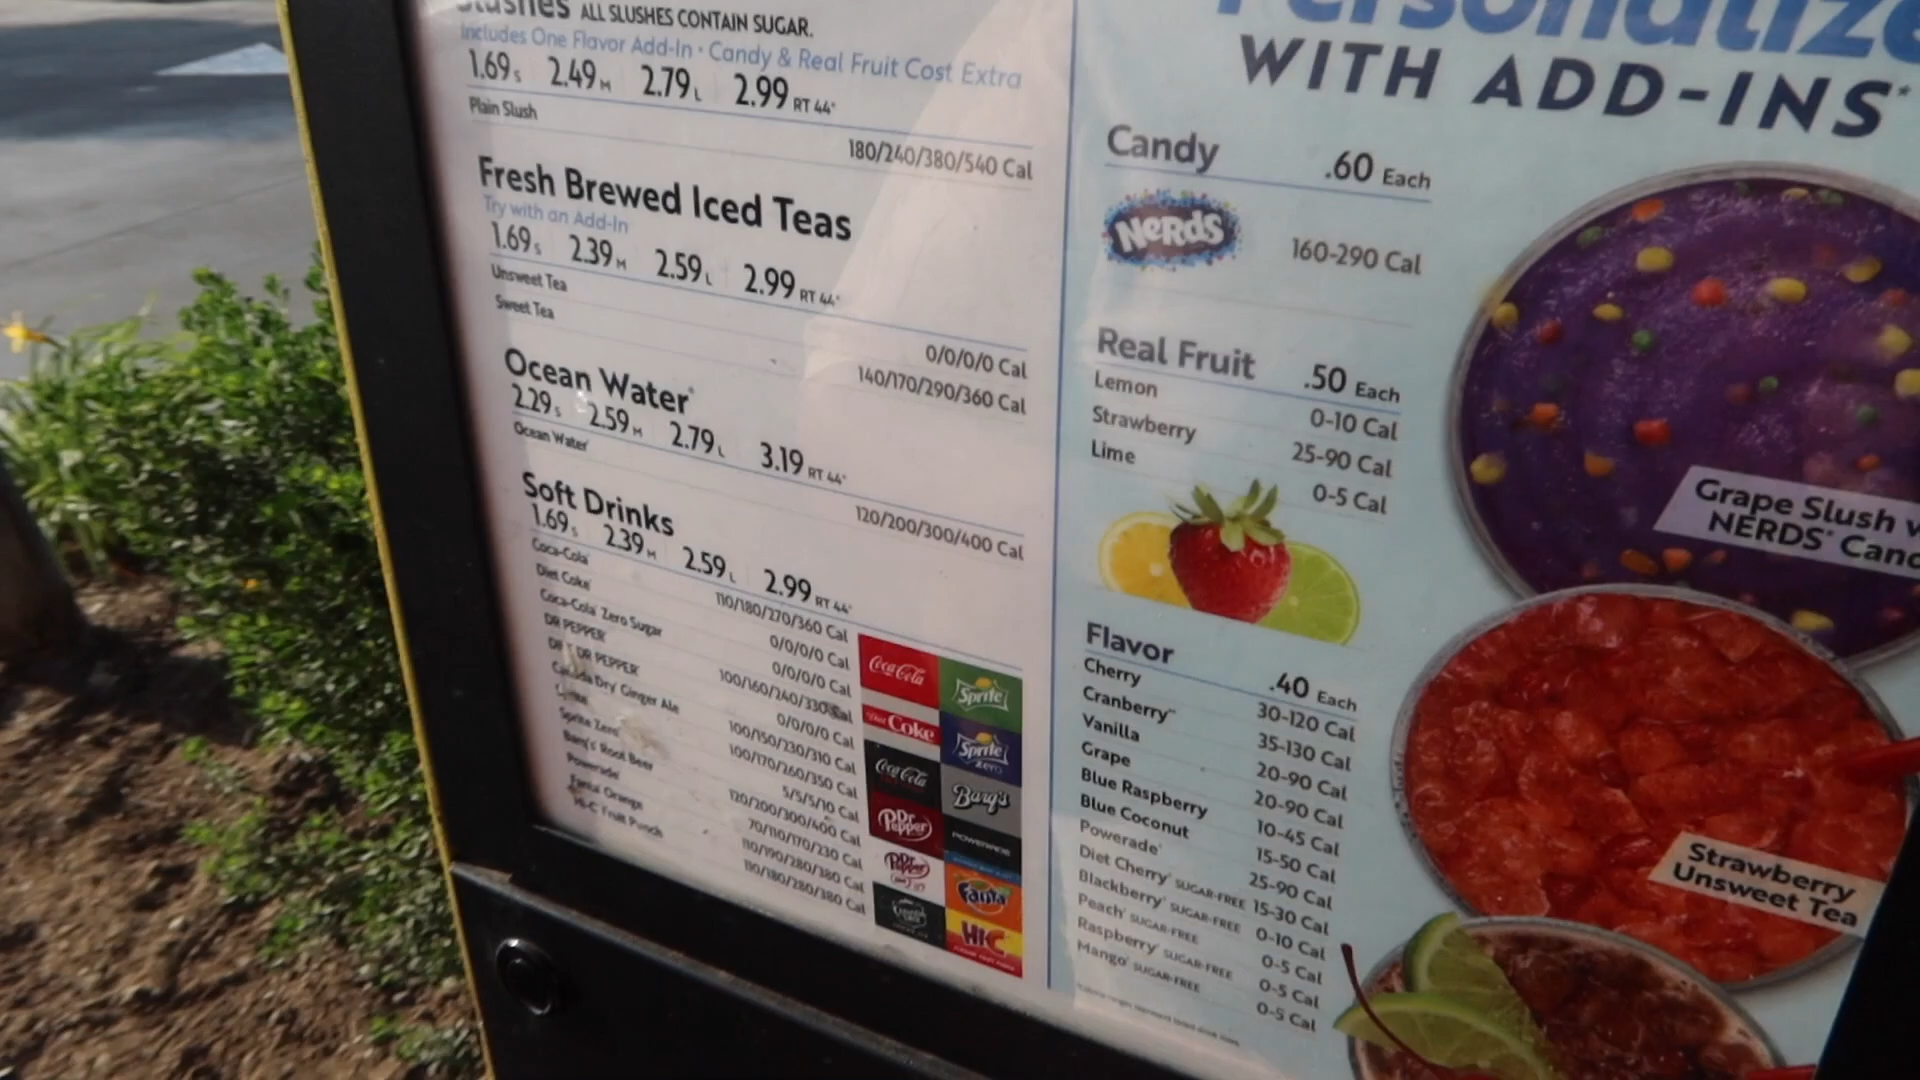 Slushes ALL SLUSHES CONTAIN SUGAR.
Includes One Flavor Add-In • Candy & Real Fruit Cost Extra
1.69 S 2.49 M 2.79 L 2.99 RT 44°
Plain Slush 180/240/380/540 Cal
Fresh Brewed Iced Teas
Try with an Add-In
1.69 S 2.39 M 2.59 L 2.99 RT 44°
Unsweet Tea 0/0/0/0 Cal
Sweet Tea 140/170/290/360 Cal
Ocean Water®
2.29 S 2.59 M 2.79 L 3.19 RT 44°
Ocean Water® 120/200/300/400 Cal
Soft Drinks
1.69 S 2.39 M 2.59 L 2.99 RT 44°
Coca-Cola® 110/180/270/360 Cal
Diet Coke® 0/0/0/0 Cal
Coca-Cola® Zero Sugar 0/0/0/0 Cal
DR PEPPER® 100/160/240/330 Cal
DR PEPPER® 0/0/0/0 Cal
Canada Dry® Ginger Ale 100/150/230/310 Cal
Sprite® 100/170/260/350 Cal
Sprite Zero® 5/5/5/10 Cal
Barq's® Root Beer 120/200/300/400 Cal
Powerade® 70/110/170/230 Cal
Fanta® Orange 110/190/280/380 Cal
Hi-C® Fruit Punch 110/180/280/380 Cal
Coca-Cola
Sprite
Diet Coke
Sprite
zero
Coca-Cola
Barq's
Dr Pepper
POWERADE
Dr Pepper
Fanta
HI-C
Personalize
WITH ADD-INS*
Candy .60 Each
NERDS 160-290 Cal
Real Fruit .50 Each
Lemon 0-10 Cal
Strawberry 25-90 Cal
Lime 0-5 Cal
Flavor .40 Each
Cherry 30-120 Cal
Cranberry™ 35-130 Cal
Vanilla 20-90 Cal
Grape 20-90 Cal
Blue Raspberry 10-45 Cal
Blue Coconut 15-50 Cal
Powerade® 25-90 Cal
Diet Cherry® SUGAR-FREE 15-30 Cal
Blackberry® SUGAR-FREE 0-10 Cal
Peach® SUGAR-FREE 0-5 Cal
Raspberry® SUGAR-FREE 0-5 Cal
Mango® SUGAR-FREE 0-5 Cal
Grape Slush
NERDS® Cand
Strawberry
Unsweet Tea